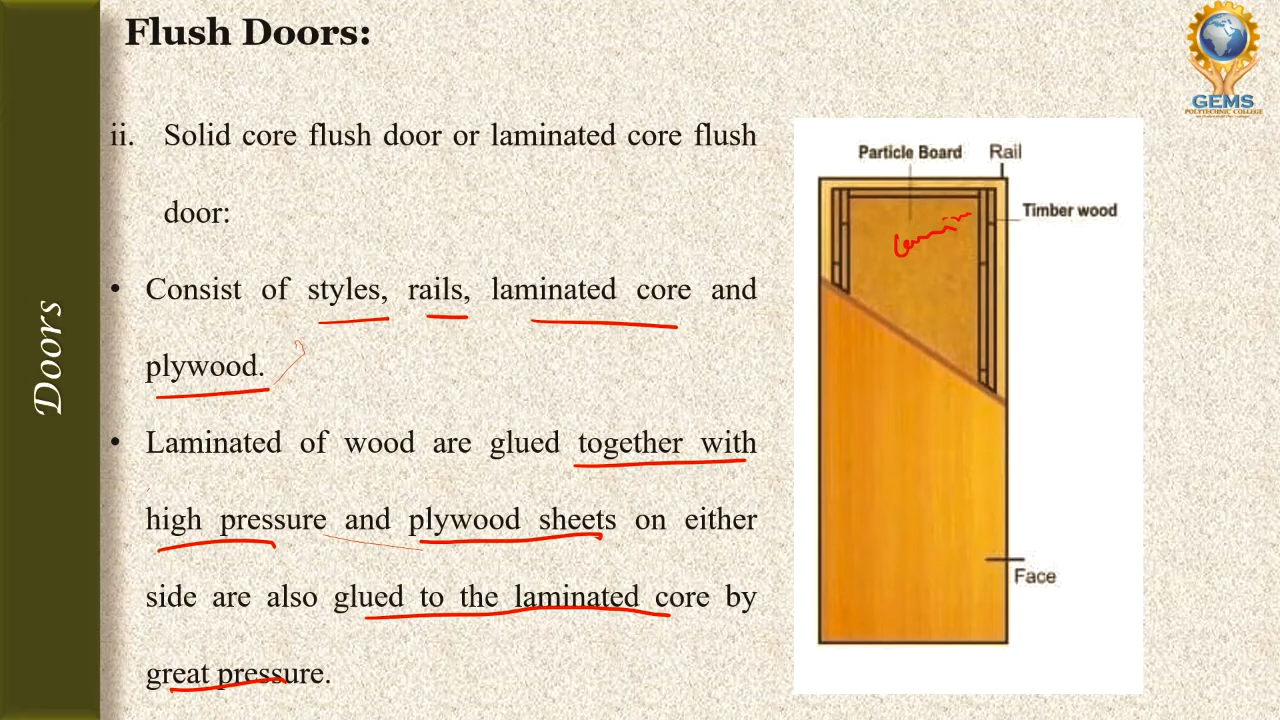 Flush Doors:
GEMS
POLYTECHNIC COLLEGE
ii. Solid core flush door or laminated core flush
door:
• Consist of styles, rails, laminated core and
plywood.
• Laminated of wood are glued together with
high pressure and plywood sheets on either
side are also glued to the laminated core by
great pressure.
Particle Board Rail
Timber wood
Face
Doors